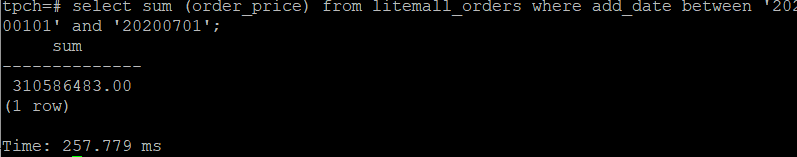 tpch=# select sum (order_price) from litemall_orders where add_date between '202
00101' and '20200701';
     sum
--------------
 310586483.00
(1 row)
Time: 257.779 ms